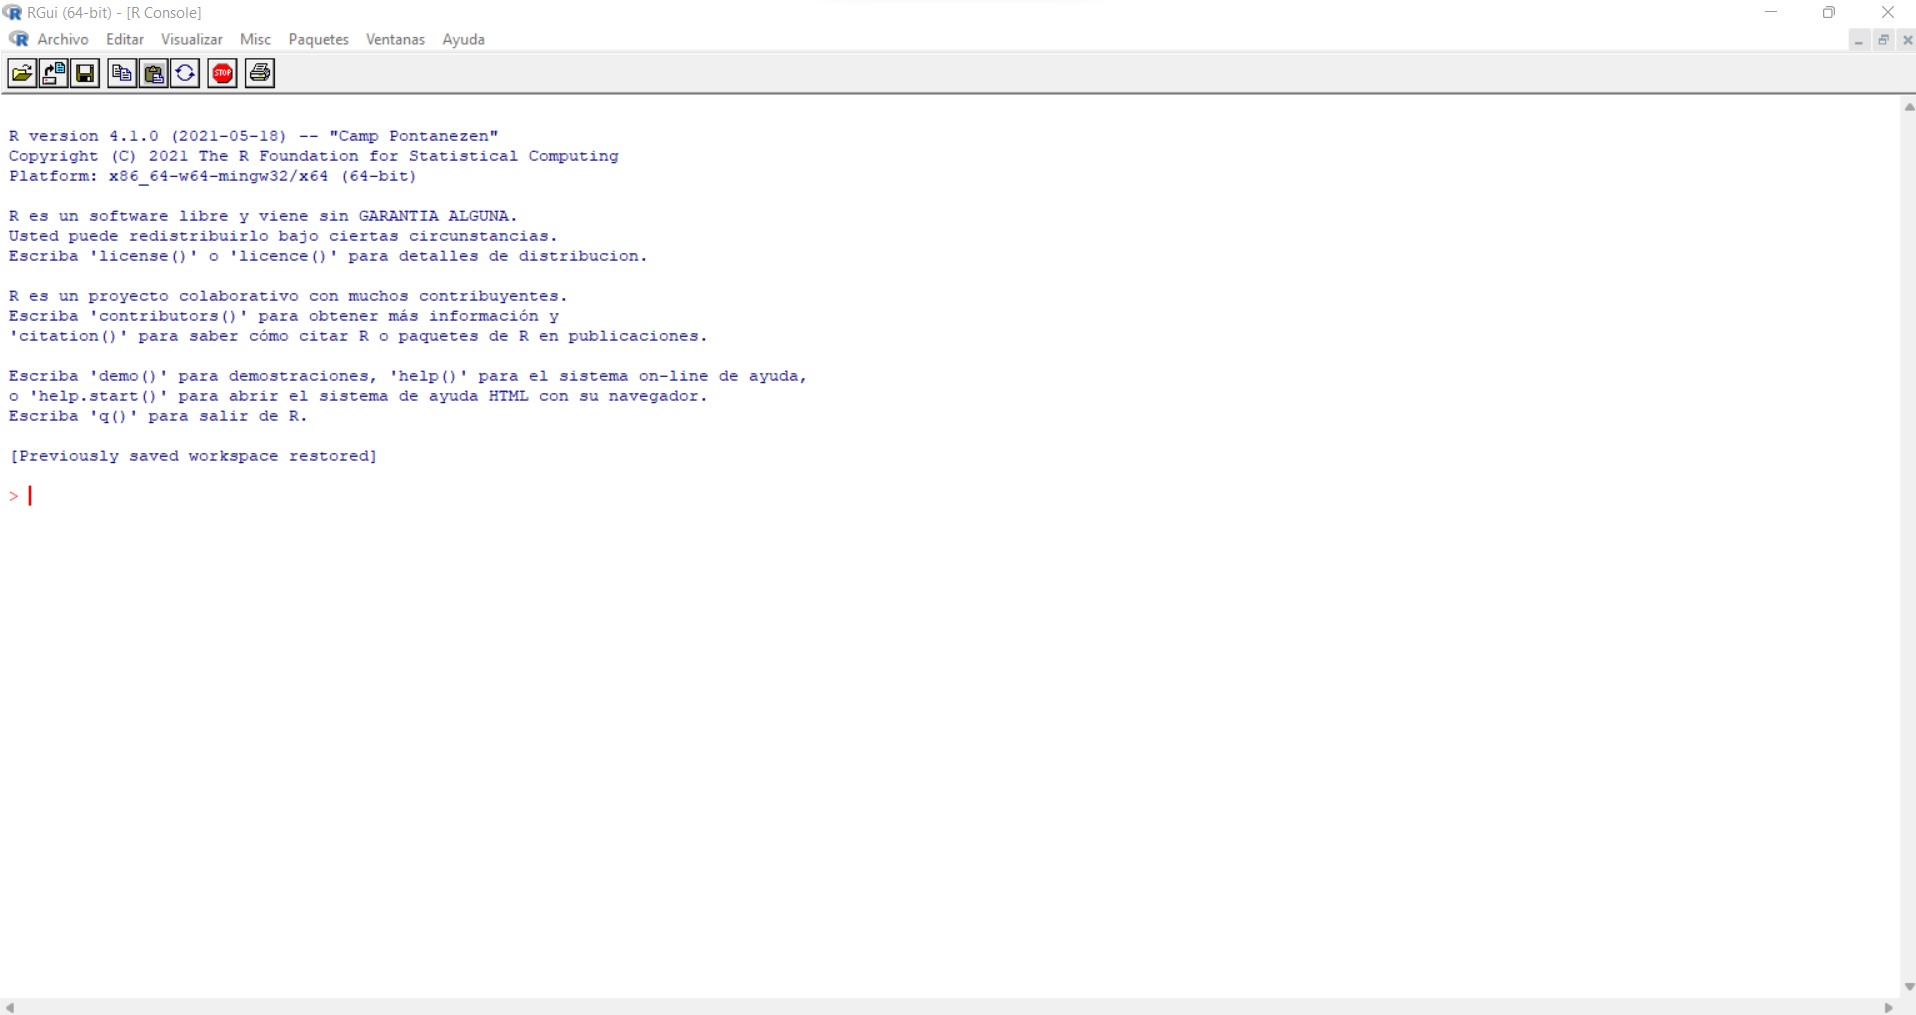 RGui (64-bit) - [R Console]
Archivo Editar Visualizar Misc Paquetes Ventanas Ayuda
STOP
R version 4.1.0 (2021-05-18) -- "Camp Pontanezen"
Copyright (C) 2021 The R Foundation for Statistical Computing
Platform: x86_64-w64-mingw32/x64 (64-bit)
R es un software libre y viene sin GARANTIA ALGUNA.
Usted puede redistribuirlo bajo ciertas circunstancias.
Escriba 'license()' o 'licence()' para detalles de distribucion.
R es un proyecto colaborativo con muchos contribuyentes.
Escriba 'contributors()' para obtener más información y
'citation()' para saber cómo citar R o paquetes de R en publicaciones.
Escriba 'demo()' para demostraciones, 'help()' para el sistema on-line de ayuda,
o 'help.start()' para abrir el sistema de ayuda HTML con su navegador.
Escriba 'q()' para salir de R.
[Previously saved workspace restored]
>